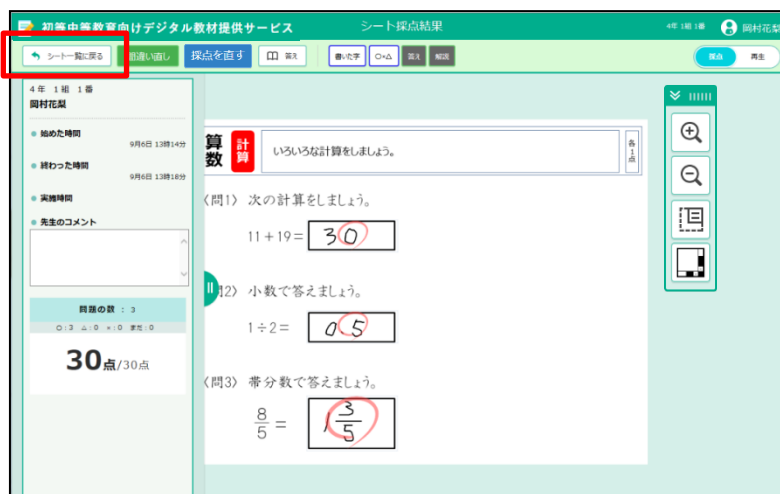 初等中等教育向けデジタル教材提供サービス シート採点結果 4年 1組 1番 岡村花梨
シート一覧に戻る 間違い直し 採点を直す 答え 書いた字 ○×△ 答え 解説 採点 再生
4年 1組 1番
岡村花梨
始めた時間
9月6日 13時14分
終わった時間
9月6日 13時18分
実施時間
先生のコメント
問題の数 : 3
○:3 △:0 ×:0 まだ:0
30点/30点
算数 計算 いろいろな計算をしましょう。 各1点
〈問1〉 次の計算をしましょう。
11+19= 30
問2〉 小数で答えましょう。
1÷2= 0.5
〈問3〉 帯分数で答えましょう。
8/5 = 1 3/5